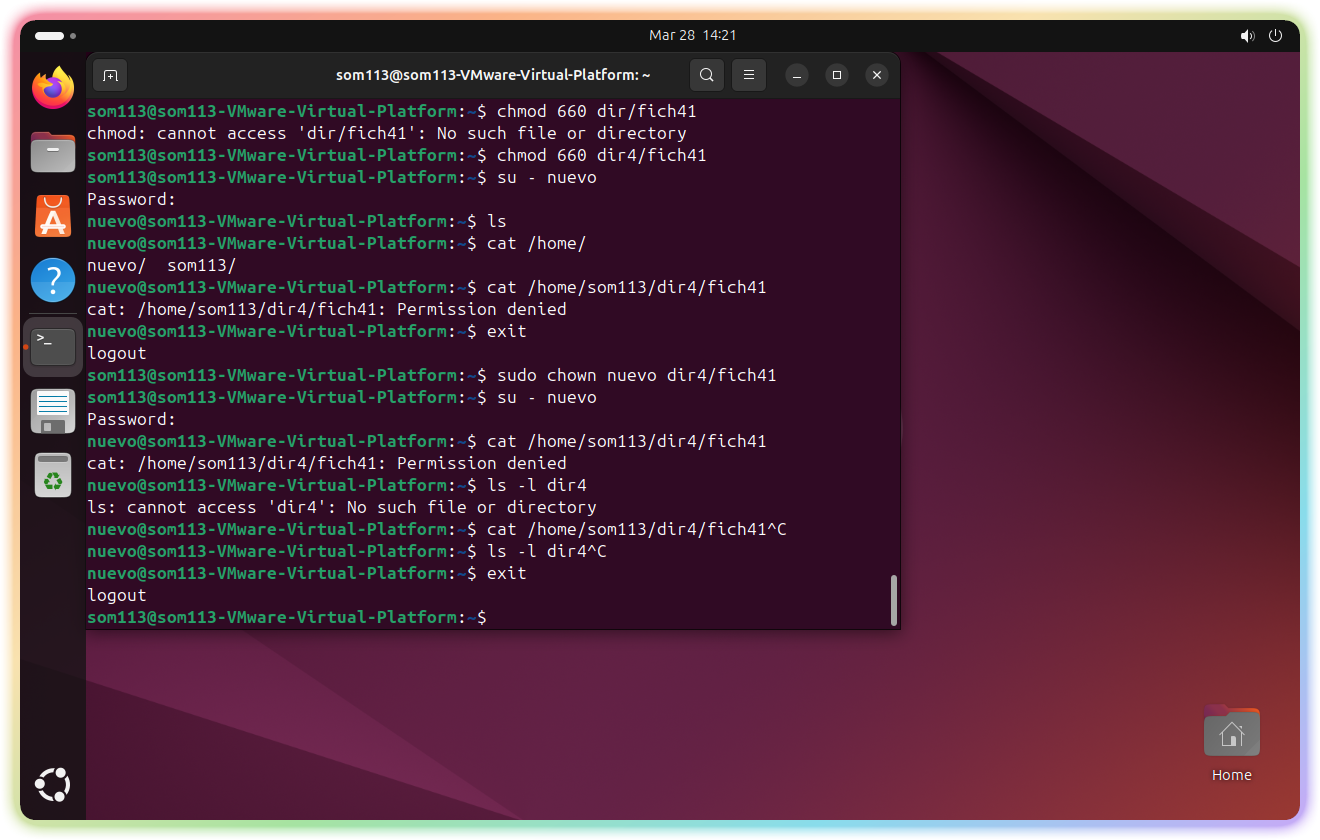 Mar 28 14:21
som113@som113-VMware-Virtual-Platform: ~
som113@som113-VMware-Virtual-Platform:~$ chmod 660 dir/fich41
chmod: cannot access 'dir/fich41': No such file or directory
som113@som113-VMware-Virtual-Platform:~$ chmod 660 dir4/fich41
som113@som113-VMware-Virtual-Platform:~$ su - nuevo
Password:
nuevo@som113-VMware-Virtual-Platform:~$ ls
nuevo@som113-VMware-Virtual-Platform:~$ cat /home/
nuevo/  som113/
nuevo@som113-VMware-Virtual-Platform:~$ cat /home/som113/dir4/fich41
cat: /home/som113/dir4/fich41: Permission denied
nuevo@som113-VMware-Virtual-Platform:~$ exit
logout
som113@som113-VMware-Virtual-Platform:~$ sudo chown nuevo dir4/fich41
som113@som113-VMware-Virtual-Platform:~$ su - nuevo
Password:
nuevo@som113-VMware-Virtual-Platform:~$ cat /home/som113/dir4/fich41
cat: /home/som113/dir4/fich41: Permission denied
nuevo@som113-VMware-Virtual-Platform:~$ ls -l dir4
ls: cannot access 'dir4': No such file or directory
nuevo@som113-VMware-Virtual-Platform:~$ cat /home/som113/dir4/fich41^C
nuevo@som113-VMware-Virtual-Platform:~$ ls -l dir4^C
nuevo@som113-VMware-Virtual-Platform:~$ exit
logout
som113@som113-VMware-Virtual-Platform:~$
Home